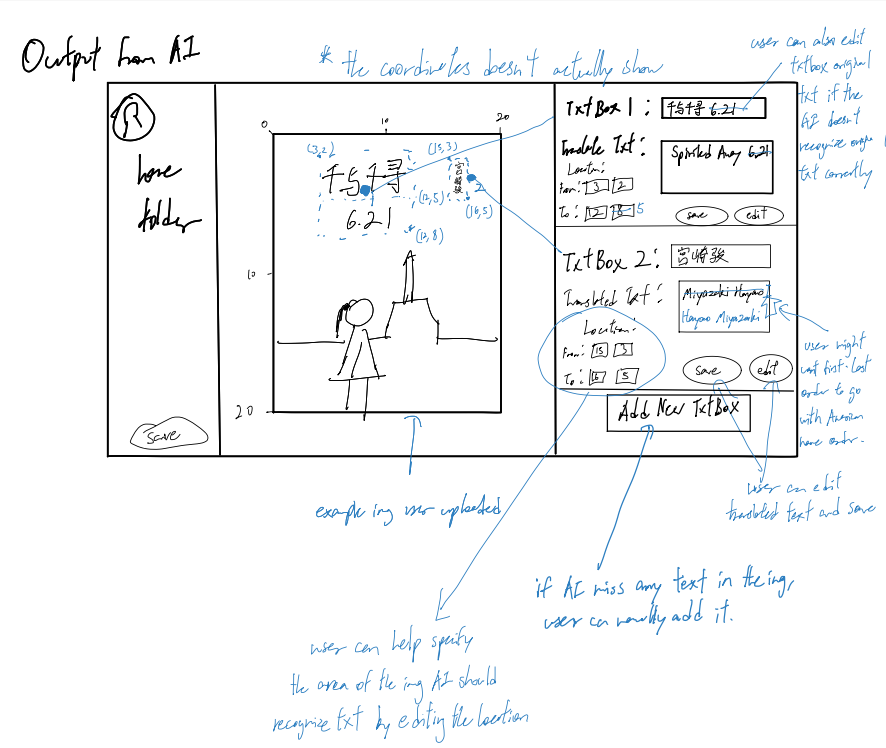 Output from AI
* the coordinates doesn't actually show
user can also edit
txtbox original
txt if the
AI doesn't
recognize
txt correctly
R
home
folder
save
0
10
20
10
20
(3,2)
(15,3)
千与千寻
宫崎骏
2
(12,5)
(16,5)
6.21
(12,8)
TxtBox 1:
千与千寻 6.21
Translate Txt:
Spirited Away 6.21
Location:
From: 3 2
To: 12 8 5
save
edit
TxtBox 2:
宫崎骏
Translated Txt:
Miyazaki Hayao
Hayao Miyazaki
Location:
From: 15 3
To: 16 5
save
edit
Add New TxtBox
user might
want first-last
order to go
with American
name order.
example img user uploaded
user can edit
translated text and save
if AI miss any text in the img,
user can manually add it.
user can help specify
the area of the img AI should
recognize txt by editing the location